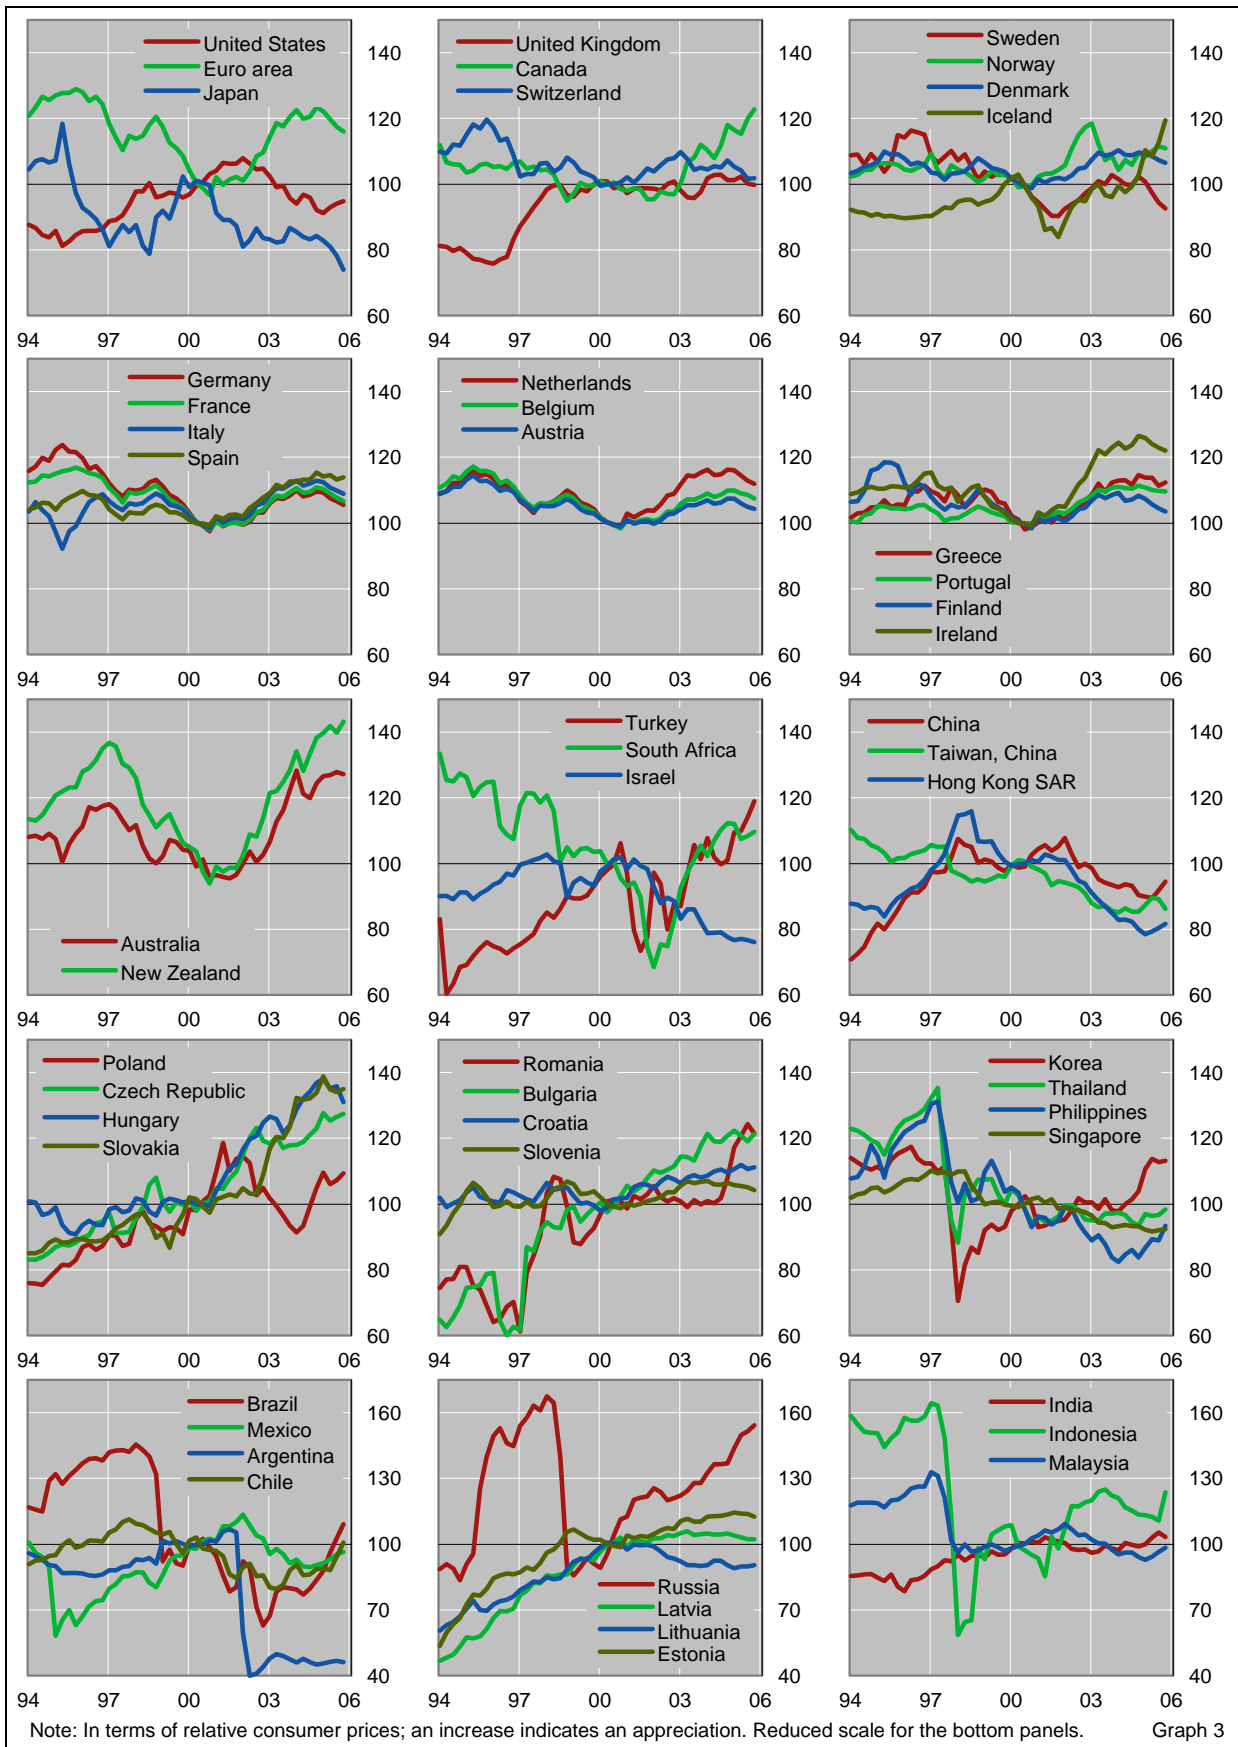 United States
Euro area
Japan
140
120
100
80
60
94 97 00 03 06
United Kingdom
Canada
Switzerland
140
120
100
80
60
94 97 00 03 06
Sweden
Norway
Denmark
Iceland
140
120
100
80
60
94 97 00 03 06
Germany
France
Italy
Spain
140
120
100
80
60
94 97 00 03 06
Netherlands
Belgium
Austria
140
120
100
80
60
94 97 00 03 06
Greece
Portugal
Finland
Ireland
140
120
100
80
60
94 97 00 03 06
Australia
New Zealand
140
120
100
80
60
94 97 00 03 06
Turkey
South Africa
Israel
140
120
100
80
60
94 97 00 03 06
China
Taiwan, China
Hong Kong SAR
140
120
100
80
60
94 97 00 03 06
Poland
Czech Republic
Hungary
Slovakia
140
120
100
80
60
94 97 00 03 06
Romania
Bulgaria
Croatia
Slovenia
140
120
100
80
60
94 97 00 03 06
Korea
Thailand
Philippines
Singapore
140
120
100
80
60
94 97 00 03 06
Brazil
Mexico
Argentina
Chile
160
130
100
70
40
94 97 00 03 06
Russia
Latvia
Lithuania
Estonia
160
130
100
70
40
94 97 00 03 06
India
Indonesia
Malaysia
160
130
100
70
40
94 97 00 03 06
Note: In terms of relative consumer prices; an increase indicates an appreciation. Reduced scale for the bottom panels. Graph 3